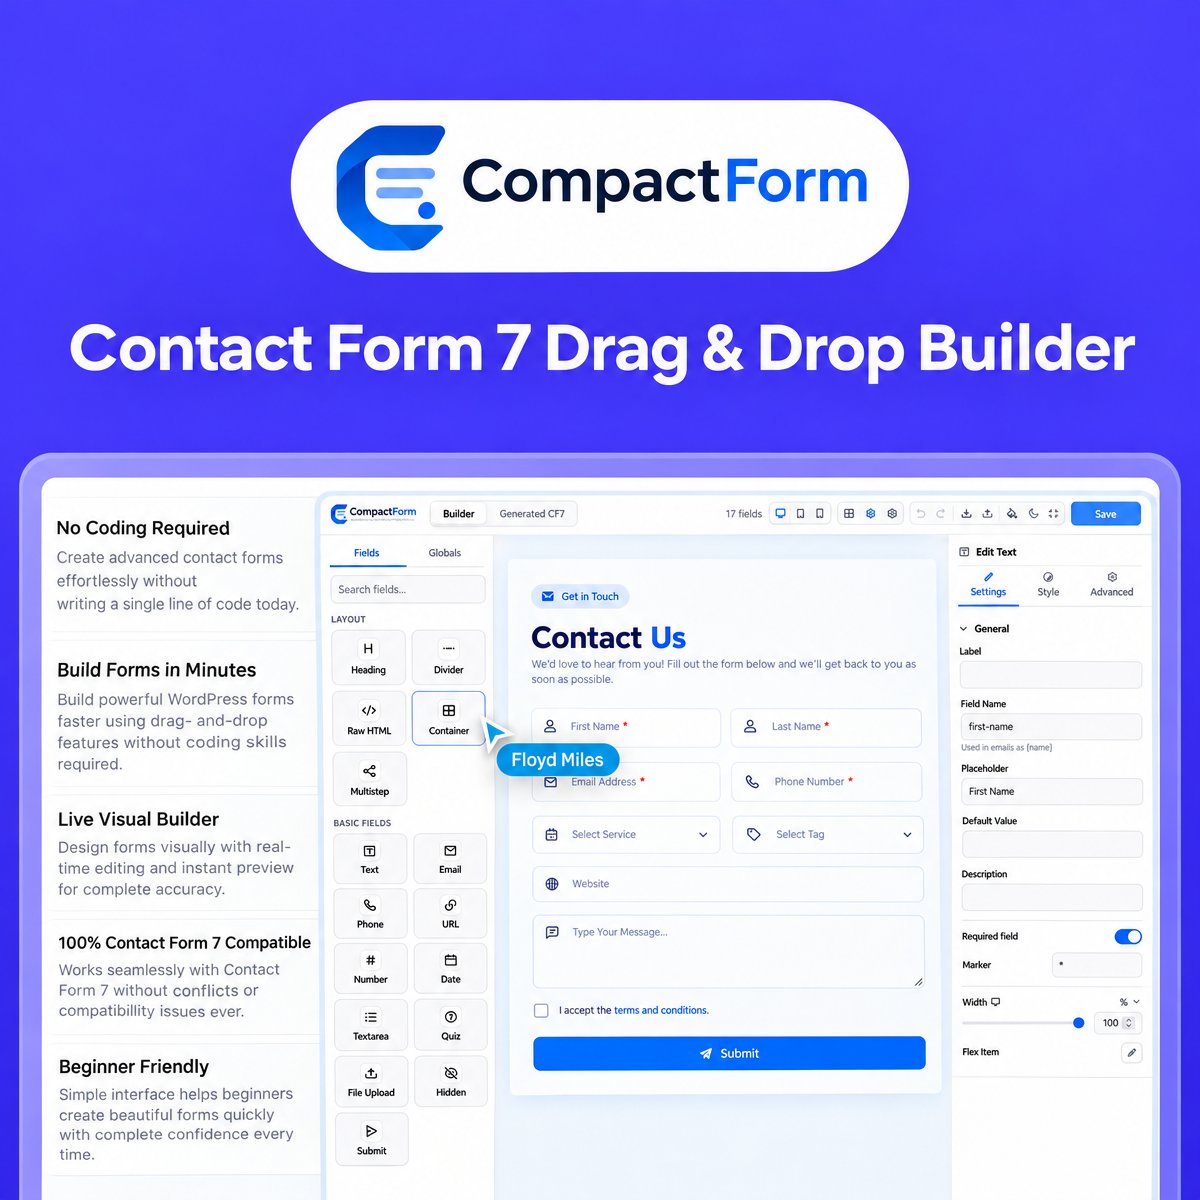 CompactForm
Contact Form 7 Drag & Drop Builder
No Coding Required
Create advanced contact forms
effortlessly without
writing a single line of code today.
Build Forms in Minutes
Build powerful WordPress forms
faster using drag- and-drop
features without coding skills
required.
Live Visual Builder
Design forms visually with real-
time editing and instant preview
for complete accuracy.
100% Contact Form 7 Compatible
Works seamlessly with Contact
Form 7 without conflicts or
compatibillity issues ever.
Beginner Friendly
Simple interface helps beginners
create beautiful forms quickly
with complete confidence every
time.
CompactForm
Builder
Generated CF7
17 fields
Save
Fields
Globals
Search fields...
LAYOUT
H
Heading
Divider
</>
Raw HTML
Container
Multistep
BASIC FIELDS
Text
Email
Phone
URL
#
Number
Date
Textarea
Quiz
File Upload
Hidden
Submit
Floyd Miles
Get in Touch
Contact Us
We'd love to hear from you! Fill out the form below and we'll get back to you as
soon as possible.
First Name *
Last Name *
Email Address *
Phone Number *
Select Service
Select Tag
Website
Type Your Message...
I accept the terms and conditions.
Submit
Edit Text
Settings
Style
Advanced
General
Label
Field Name
first-name
Used in emails as {name}
Placeholder
First Name
Default Value
Description
Required field
Marker
*
Width
%
100
Flex Item